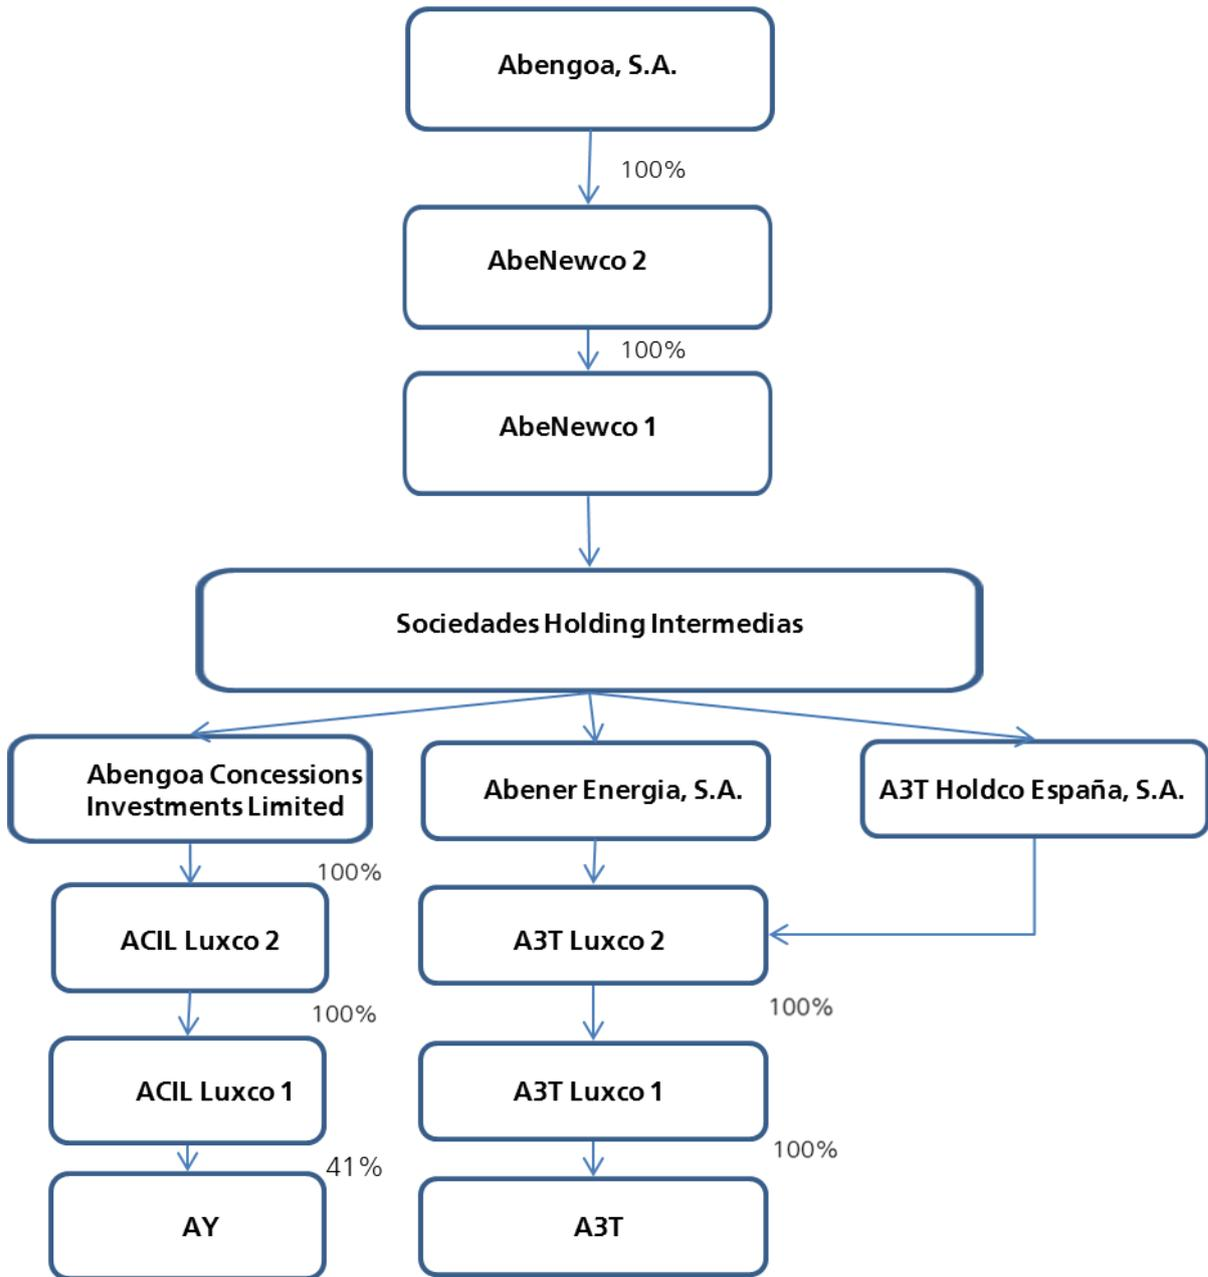 Abengoa, S.A.
100%
AbeNewco 2
100%
AbeNewco 1
Sociedades Holding Intermedias
Abengoa Concessions
Investments Limited
Abener Energia, S.A.
A3T Holdco España, S.A.
100%
ACIL Luxco 2
A3T Luxco 2
100%
100%
ACIL Luxco 1
A3T Luxco 1
41%
100%
AY
A3T